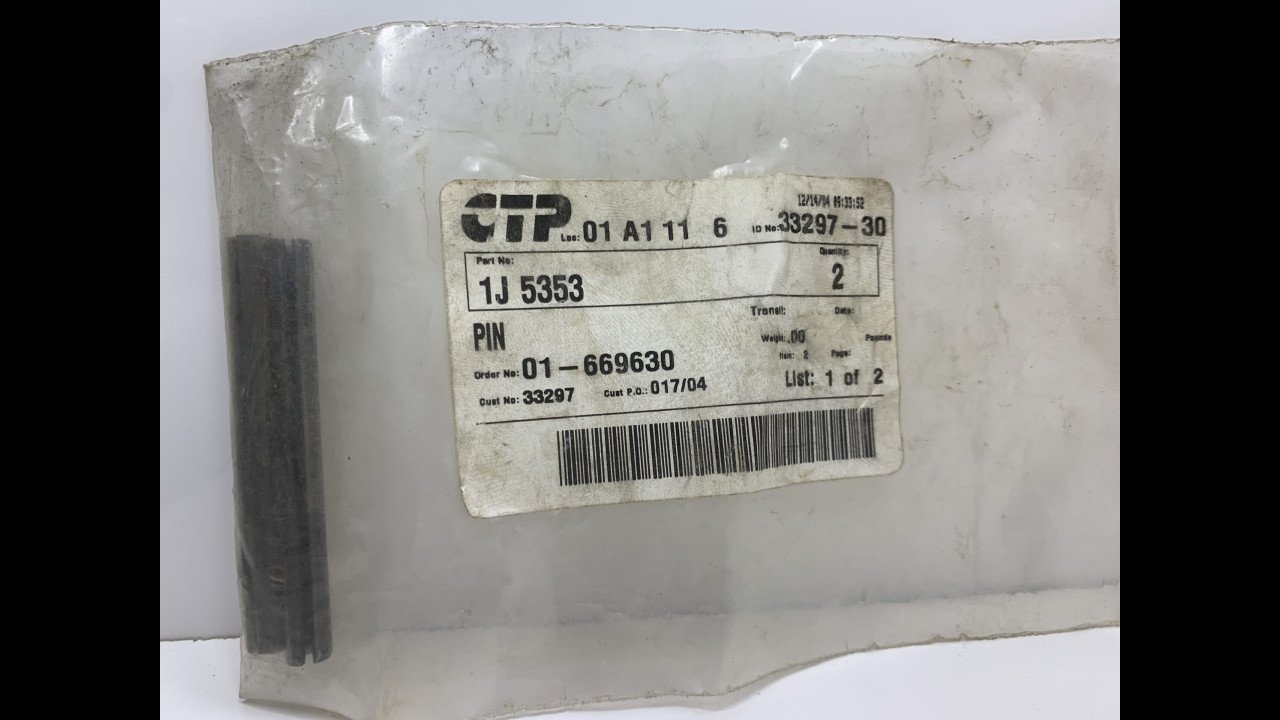 12/14/04 09:33:52
CTP Loc: 01 A1 11 6 ID No: 33297-30
Part No: Quantity:
1J 5353 2
Transit: Date:
PIN Weight: .00 Pounds
Item: 2 Page:
Order No: 01-669630
List: 1 of 2
Cust No: 33297 Cust P.O.: 017/04